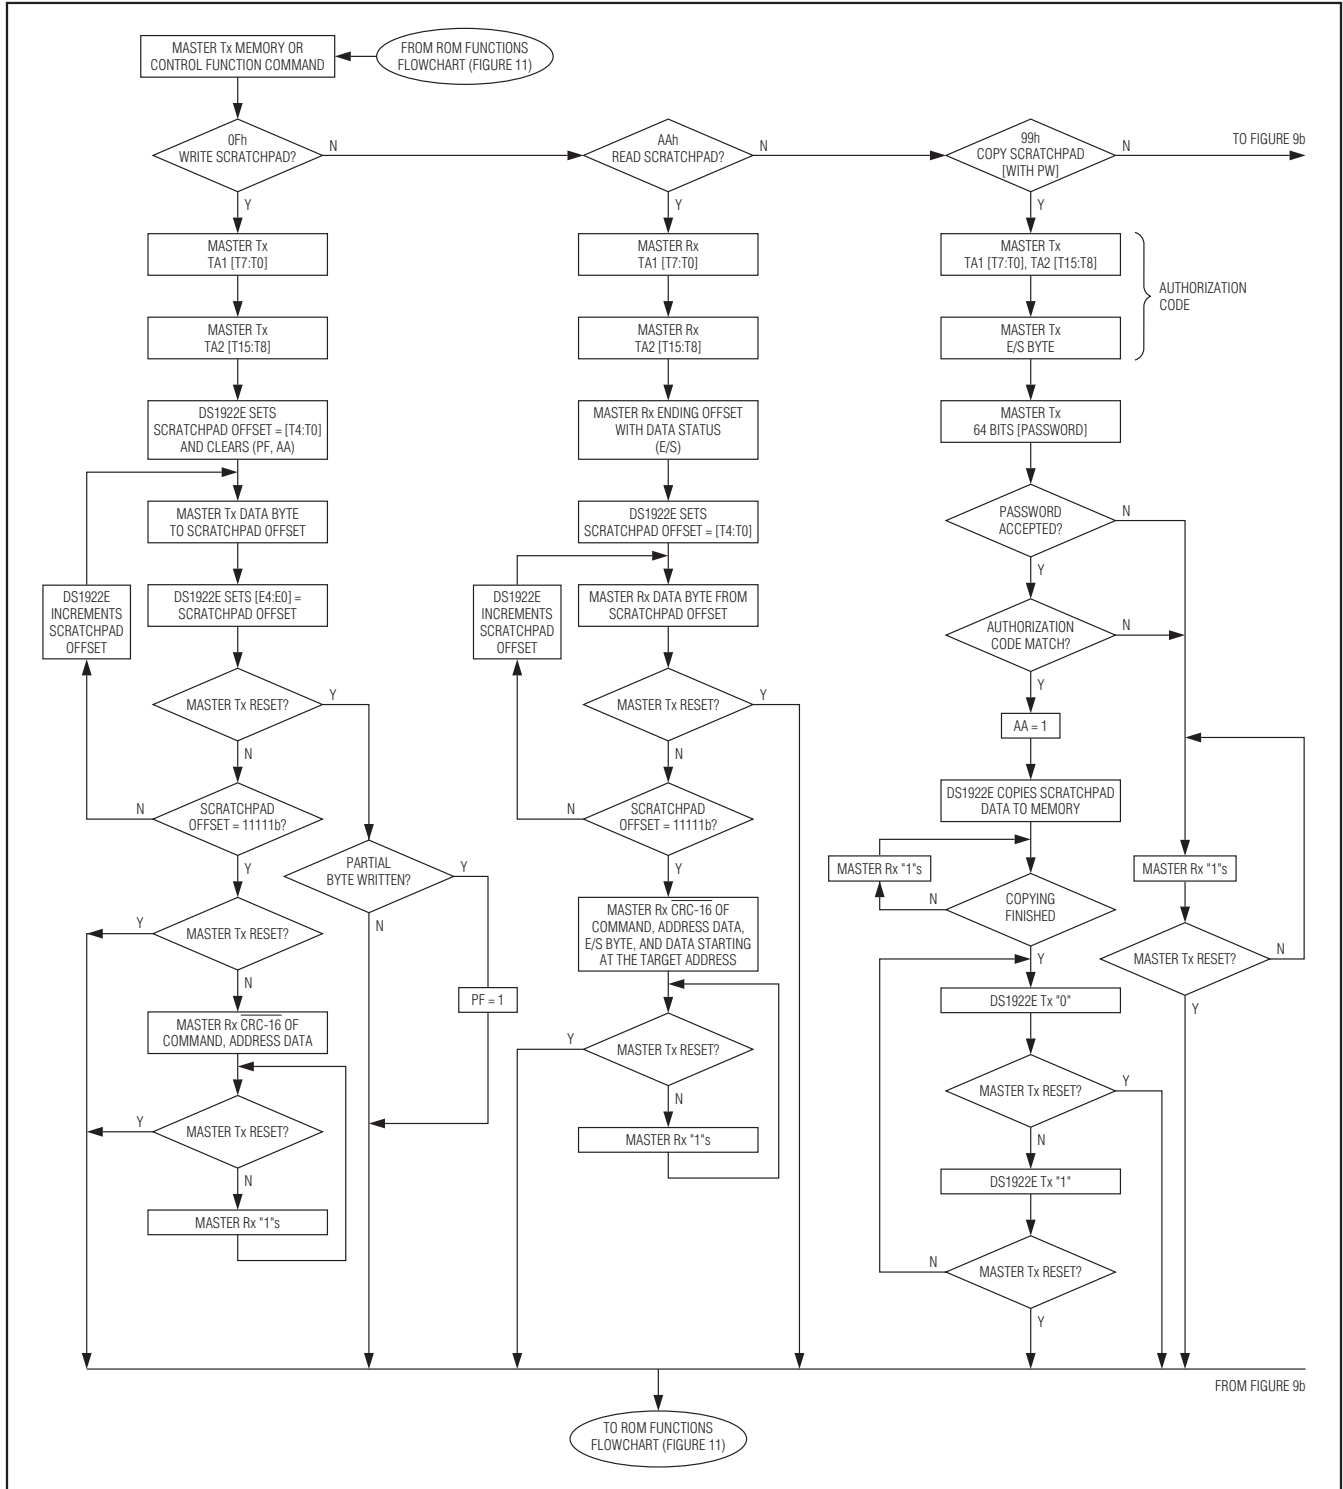 MASTER Tx MEMORY OR
CONTROL FUNCTION COMMAND
FROM ROM FUNCTIONS
FLOWCHART (FIGURE 11)
0Fh
WRITE SCRATCHPAD?
N
Y
MASTER Tx
TA1 [T7:T0]
MASTER Tx
TA2 [T15:T8]
DS1922E SETS
SCRATCHPAD OFFSET = [T4:T0]
AND CLEARS (PF, AA)
MASTER Tx DATA BYTE
TO SCRATCHPAD OFFSET
DS1922E SETS [E4:E0] =
SCRATCHPAD OFFSET
DS1922E
INCREMENTS
SCRATCHPAD
OFFSET
MASTER Tx RESET?
Y
N
SCRATCHPAD
OFFSET = 11111b?
N
Y
PARTIAL
BYTE WRITTEN?
Y
N
PF = 1
MASTER Tx RESET?
Y
N
MASTER Rx CRC-16 OF
COMMAND, ADDRESS DATA
MASTER Tx RESET?
Y
N
MASTER Rx "1"s
AAh
READ SCRATCHPAD?
N
Y
MASTER Rx
TA1 [T7:T0]
MASTER Rx
TA2 [T15:T8]
MASTER Rx ENDING OFFSET
WITH DATA STATUS
(E/S)
DS1922E SETS
SCRATCHPAD OFFSET = [T4:T0]
MASTER Rx DATA BYTE FROM
SCRATCHPAD OFFSET
DS1922E
INCREMENTS
SCRATCHPAD
OFFSET
MASTER Tx RESET?
Y
N
SCRATCHPAD
OFFSET = 11111b?
N
Y
MASTER Rx CRC-16 OF
COMMAND, ADDRESS DATA,
E/S BYTE, AND DATA STARTING
AT THE TARGET ADDRESS
MASTER Tx RESET?
Y
N
MASTER Rx "1"s
99h
COPY SCRATCHPAD
[WITH PW]
N
Y
TO FIGURE 9b
MASTER Tx
TA1 [T7:T0], TA2 [T15:T8]
MASTER Tx
E/S BYTE
AUTHORIZATION
CODE
MASTER Tx
64 BITS [PASSWORD]
PASSWORD
ACCEPTED?
N
Y
AUTHORIZATION
CODE MATCH?
N
Y
AA = 1
DS1922E COPIES SCRATCHPAD
DATA TO MEMORY
MASTER Rx "1"s
COPYING
FINISHED
N
Y
MASTER Rx "1"s
MASTER Tx RESET?
N
Y
DS1922E Tx "0"
MASTER Tx RESET?
Y
N
DS1922E Tx "1"
MASTER Tx RESET?
N
Y
FROM FIGURE 9b
TO ROM FUNCTIONS
FLOWCHART (FIGURE 11)